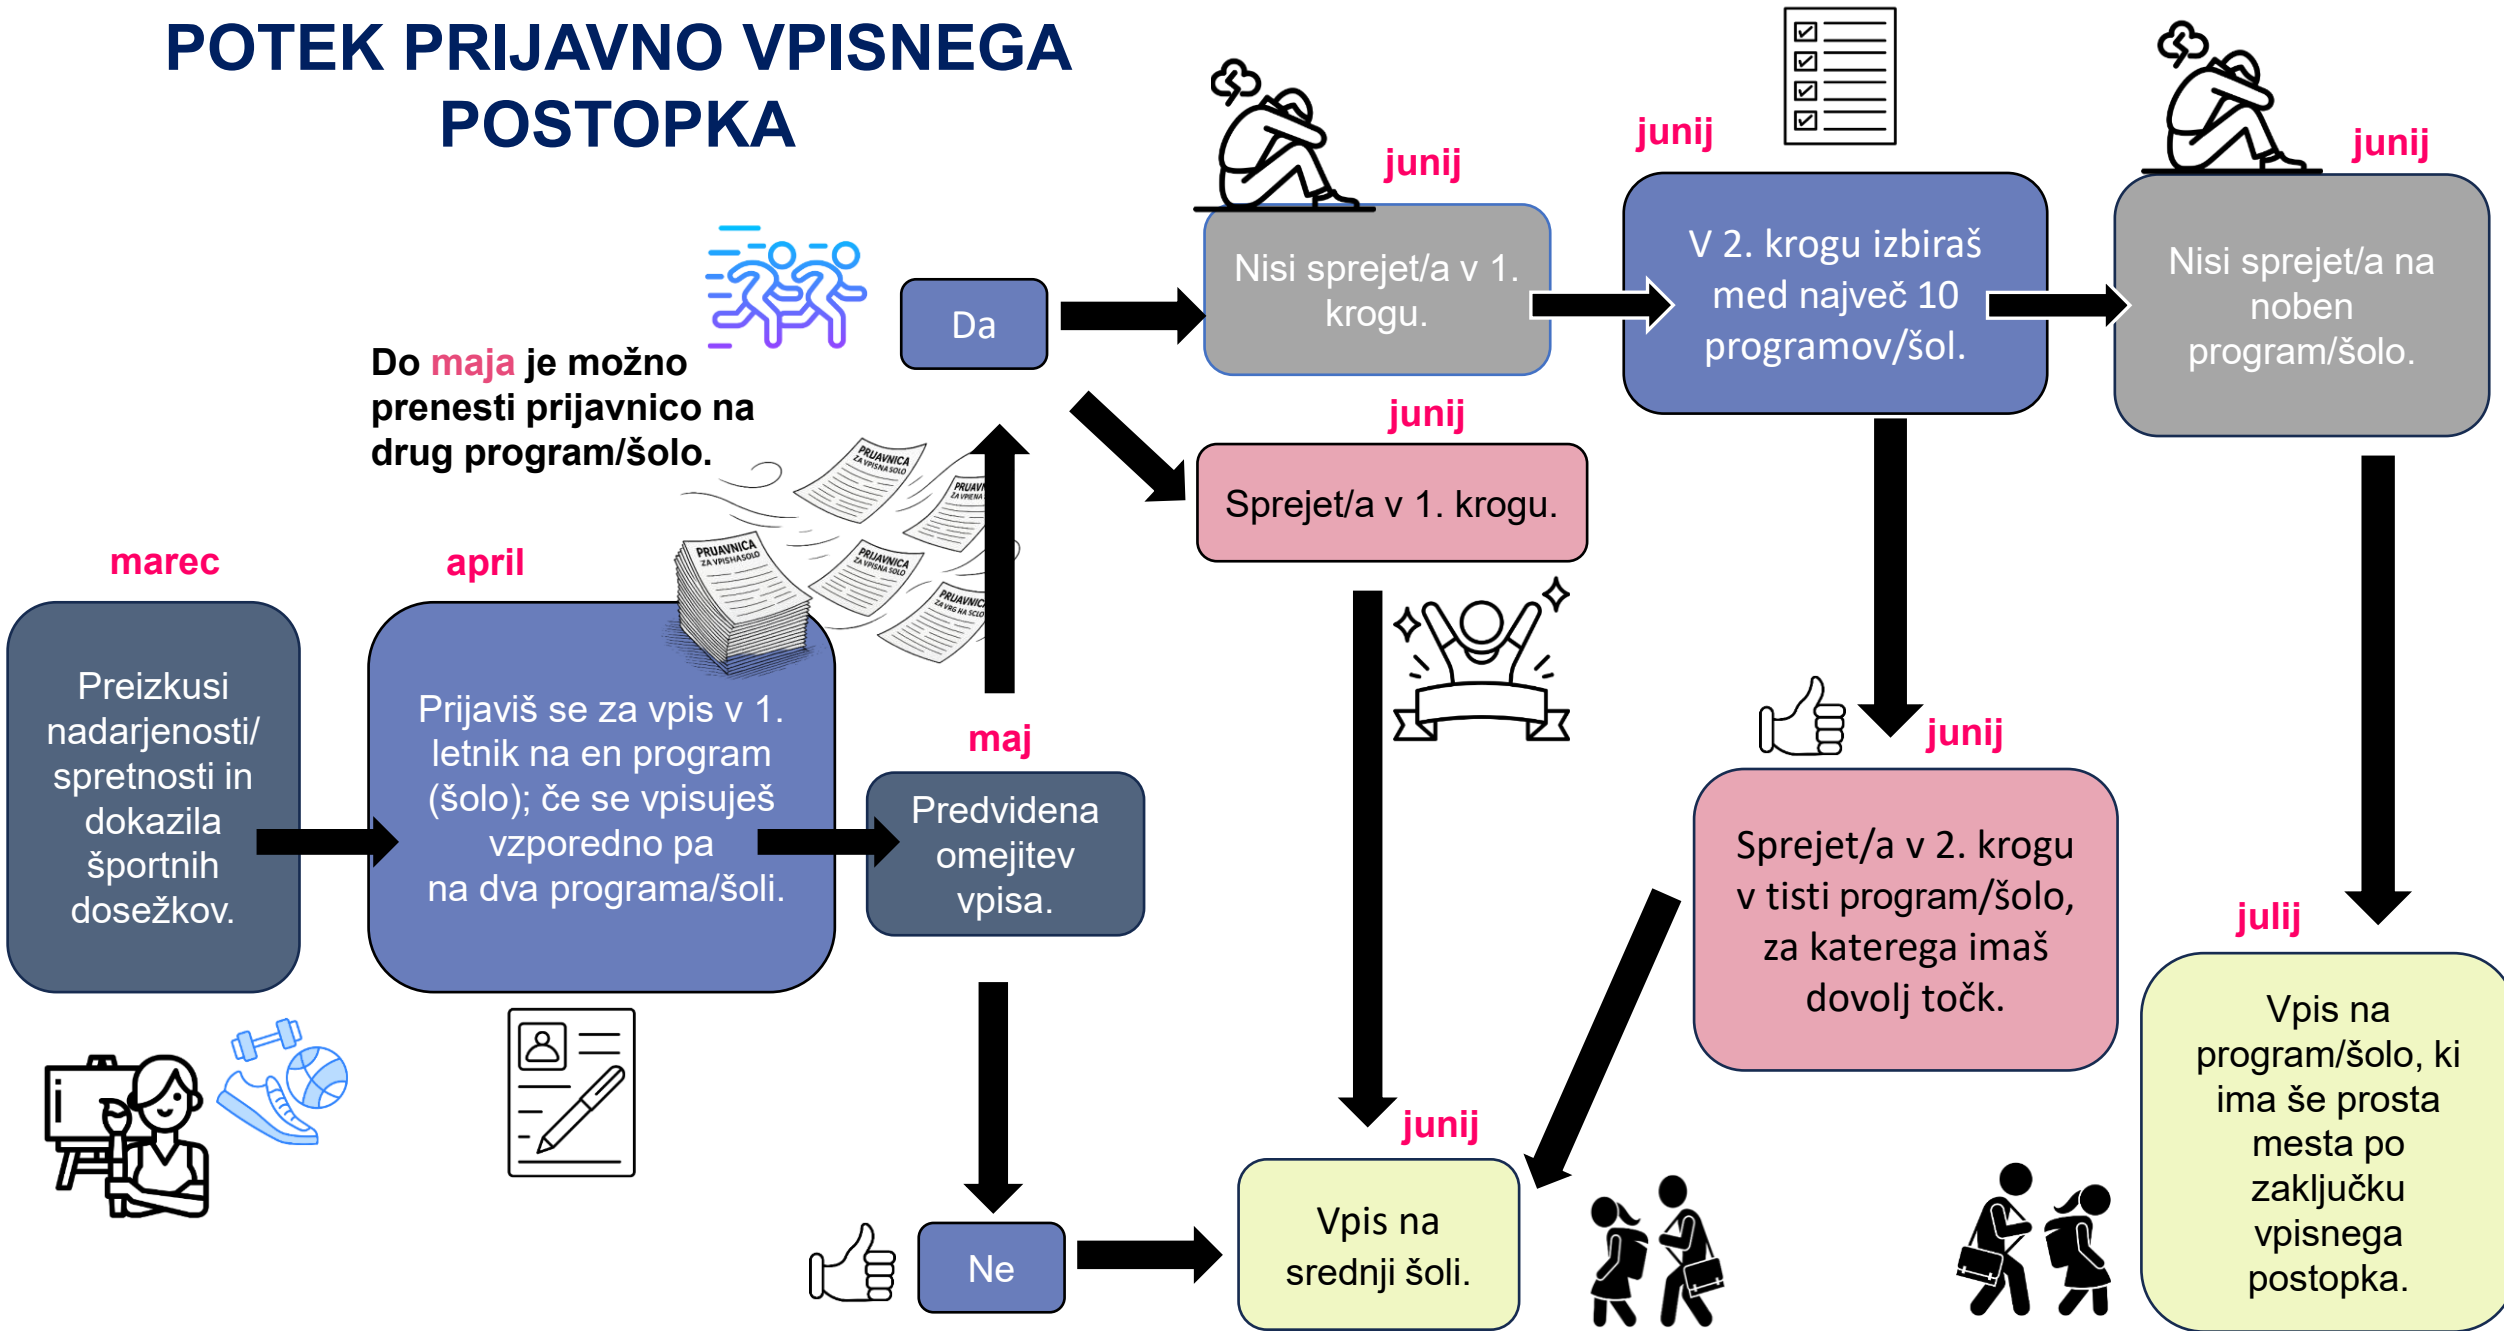 POTEK PRIJAVNO VPISNEGA
POSTOPKA
marec
Preizkusi
nadarjenosti/
spretnosti in
dokazila
športnih
dosežkov.
april
Prijaviš se za vpis v 1.
letnik na en program
(šolo); če se vpisuješ
vzporedno pa
na dva programa/šoli.
Do maja je možno
prenesti prijavnico na
drug program/šolo.
PRIJAVNICA
PRIJAVNICA
PRIJAVNICA
maj
Predvidena
omejitev
vpisa.
Da
Ne
junij
Nisi sprejet/a v 1.
krogu.
junij
Sprejet/a v 1. krogu.
junij
V 2. krogu izbiraš
med največ 10
programov/šol.
junij
Nisi sprejet/a na
noben
program/šolo.
junij
Sprejet/a v 2. krogu
v tisti program/šolo,
za katerega imaš
dovolj točk.
junij
Vpis na
srednji šoli.
julij
Vpis na
program/šolo, ki
ima še prosta
mesta po
zaključku
vpisnega
postopka.